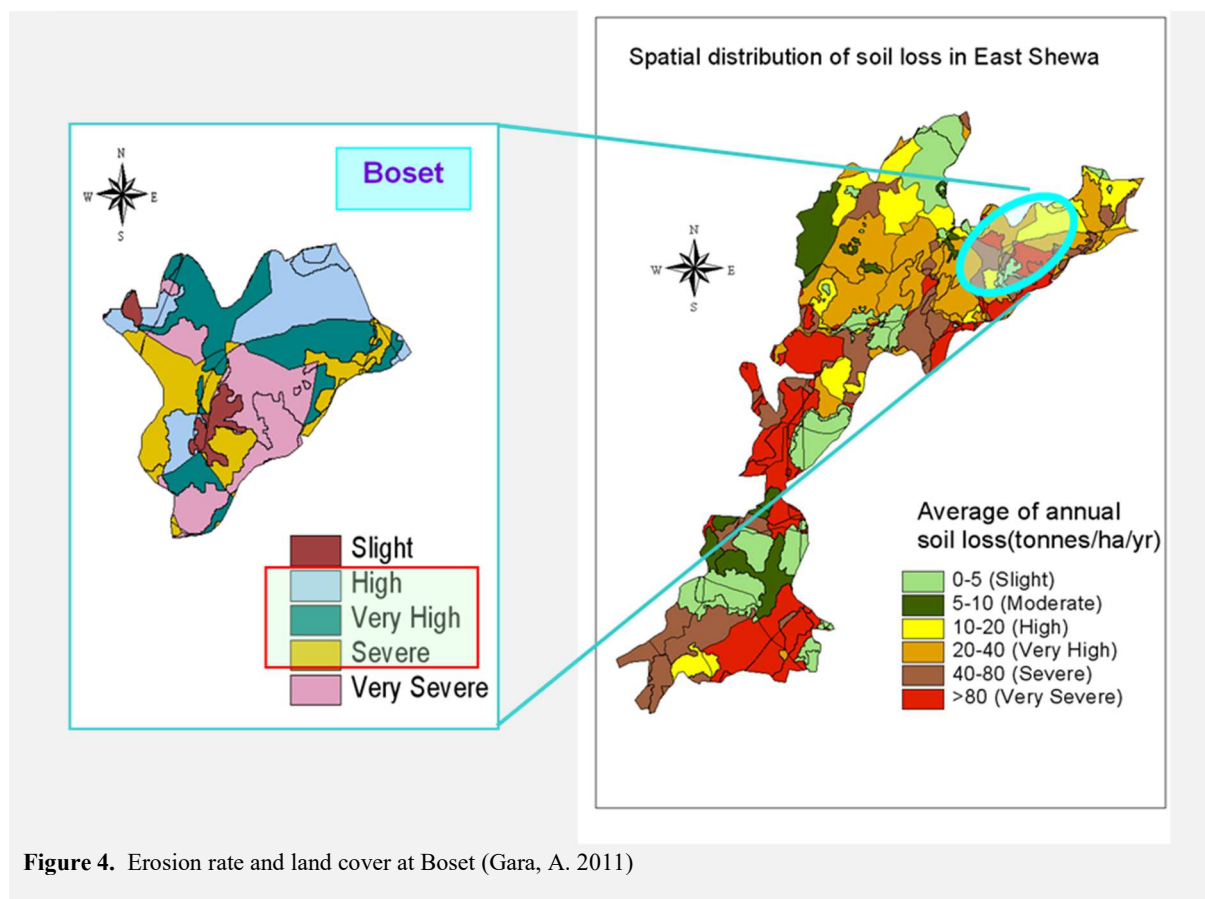 Spatial distribution of soil loss in East Shewa
N
W E
S
Boset
Slight
High
Very High
Severe
Very Severe
N
W E
S
Average of annual
soil loss(tonnes/ha/yr)
0-5 (Slight)
5-10 (Moderate)
10-20 (High)
20-40 (Very High)
40-80 (Severe)
>80 (Very Severe)
Figure 4. Erosion rate and land cover at Boset (Gara, A. 2011)